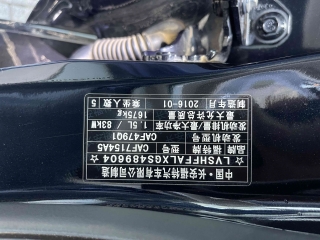 中国·长安福特汽车有限公司制造
☆LVSHFFALXGS489604☆
品牌 福特牌 型号 CAF7154A5
发动机型号 CAF479Q1
发动机排量/最大净功率 1.5L / 83kW
最大允许总质量 1675kg
制造年月 2016-01 乘坐人数 5